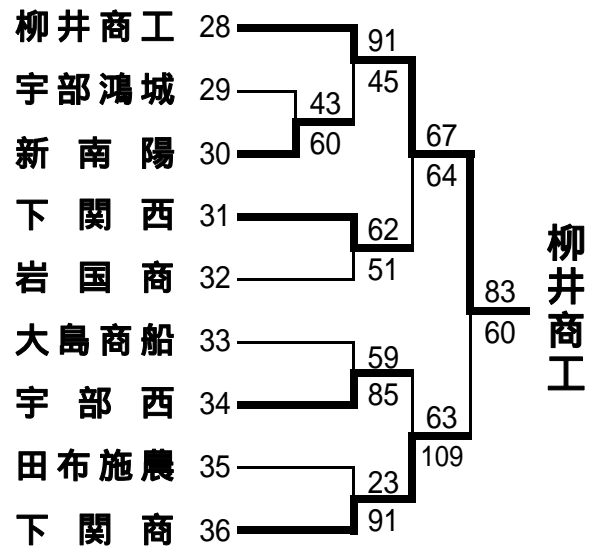 柳井商工 28
宇部鴻城 29
新南陽 30
下関西 31
岩国商 32
大島商船 33
宇部西 34
田布施農 35
下関商 36
43
60
91
45
62
51
67
64
59
85
23
91
63
109
83
60
柳井商工